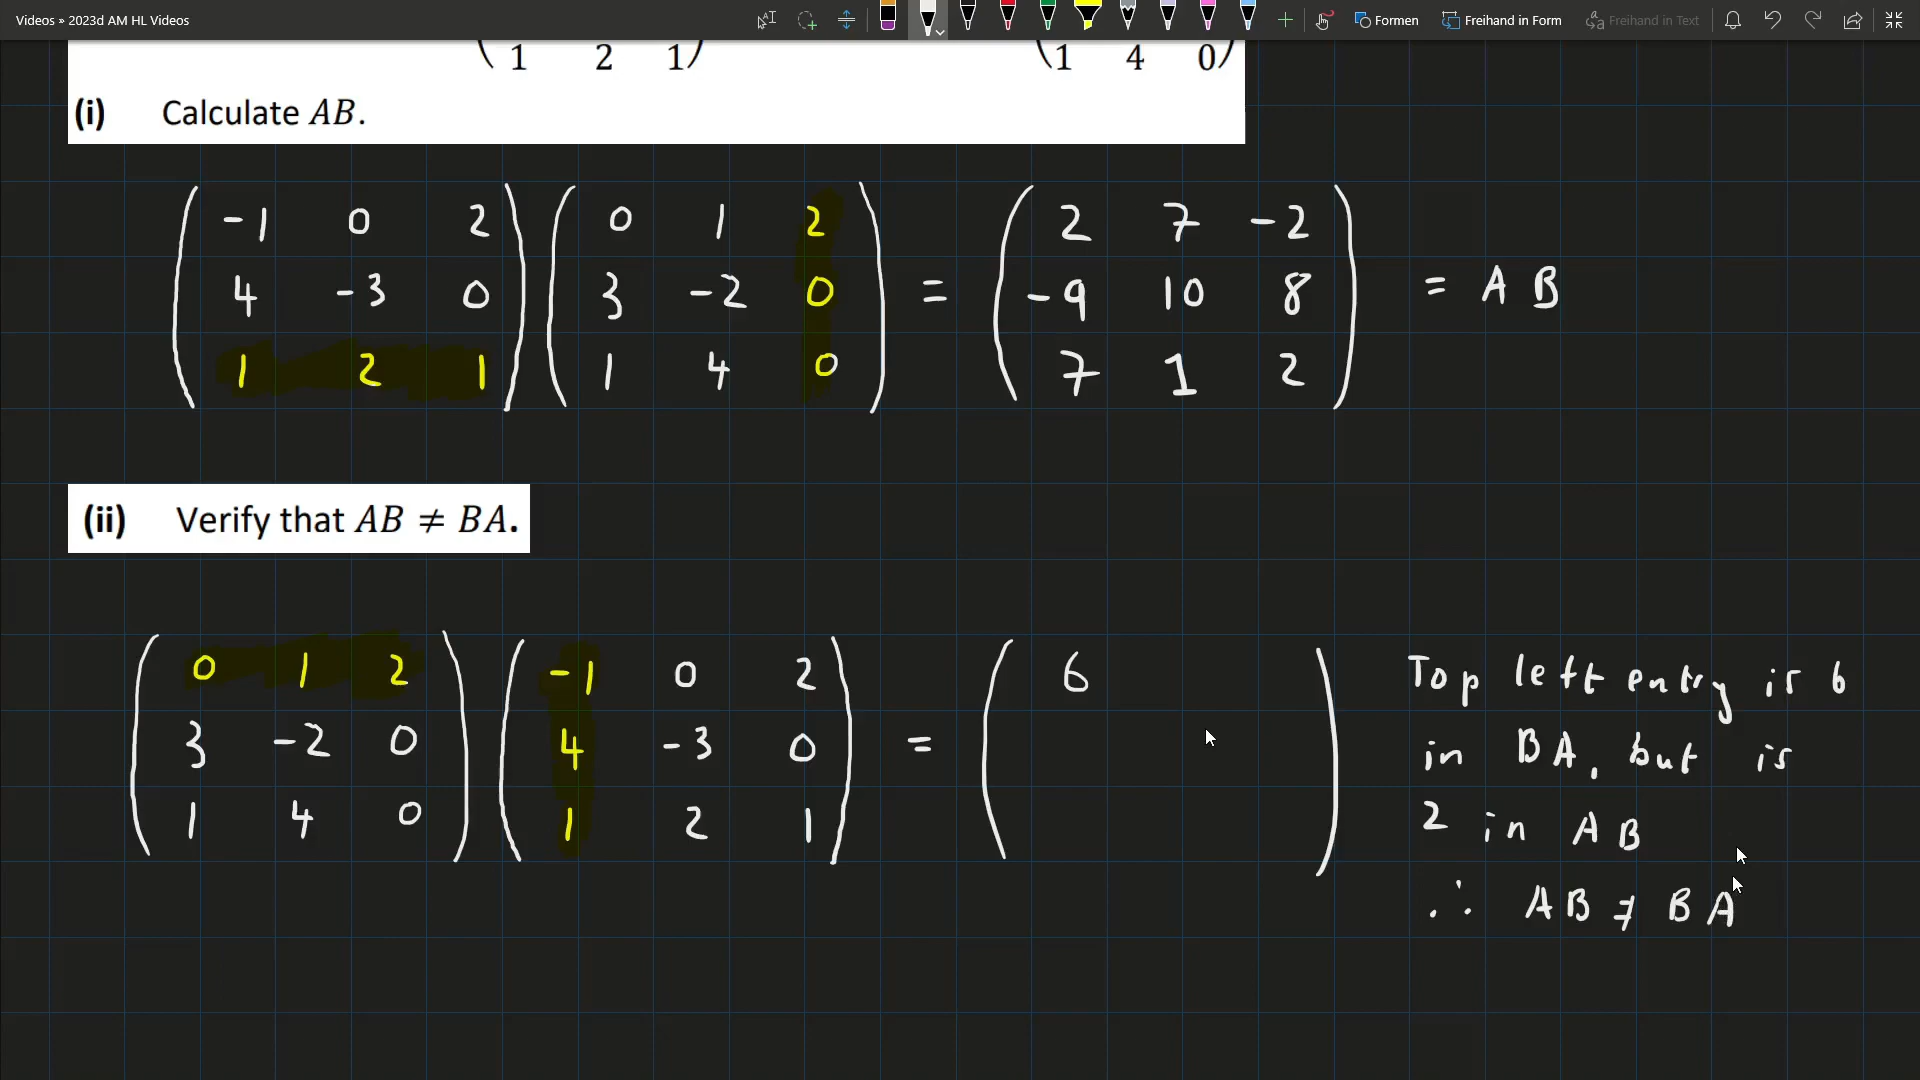 Videos » 2023d AM HL Videos
Formen
Freihand in Form
Freihand in Text
1 2 1
1 4 0
(i) Calculate AB.
-1 0 2 0 1 2 2 7 -2
4 -3 0 3 -2 0 = -9 10 8 = AB
1 2 1 1 4 0 7 1 2
(ii) Verify that AB ≠ BA.
0 1 2 -1 0 2 6
3 -2 0 4 -3 0 =
1 4 0 1 2 1
Top left entry is 6
in BA, but is
2 in AB
∴ AB ≠ BA